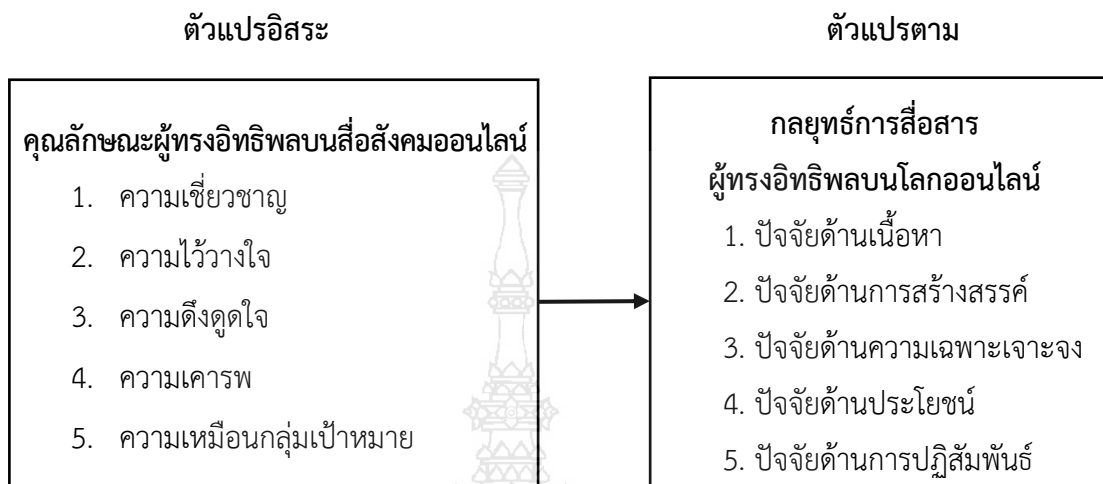 ตัวแปรอิสระ
ตัวแปรตาม
คุณลักษณะผู้ทรงอิทธิพลบนสื่อสังคมออนไลน์
1. ความเชี่ยวชาญ
2. ความไว้วางใจ
3. ความดึงดูดใจ
4. ความเคารพ
5. ความเหมือนกลุ่มเป้าหมาย
กลยุทธ์การสื่อสาร
ผู้ทรงอิทธิพลบนโลกออนไลน์
1. ปัจจัยด้านเนื้อหา
2. ปัจจัยด้านการสร้างสรรค์
3. ปัจจัยด้านความเฉพาะเจาะจง
4. ปัจจัยด้านประโยชน์
5. ปัจจัยด้านการปฏิสัมพันธ์